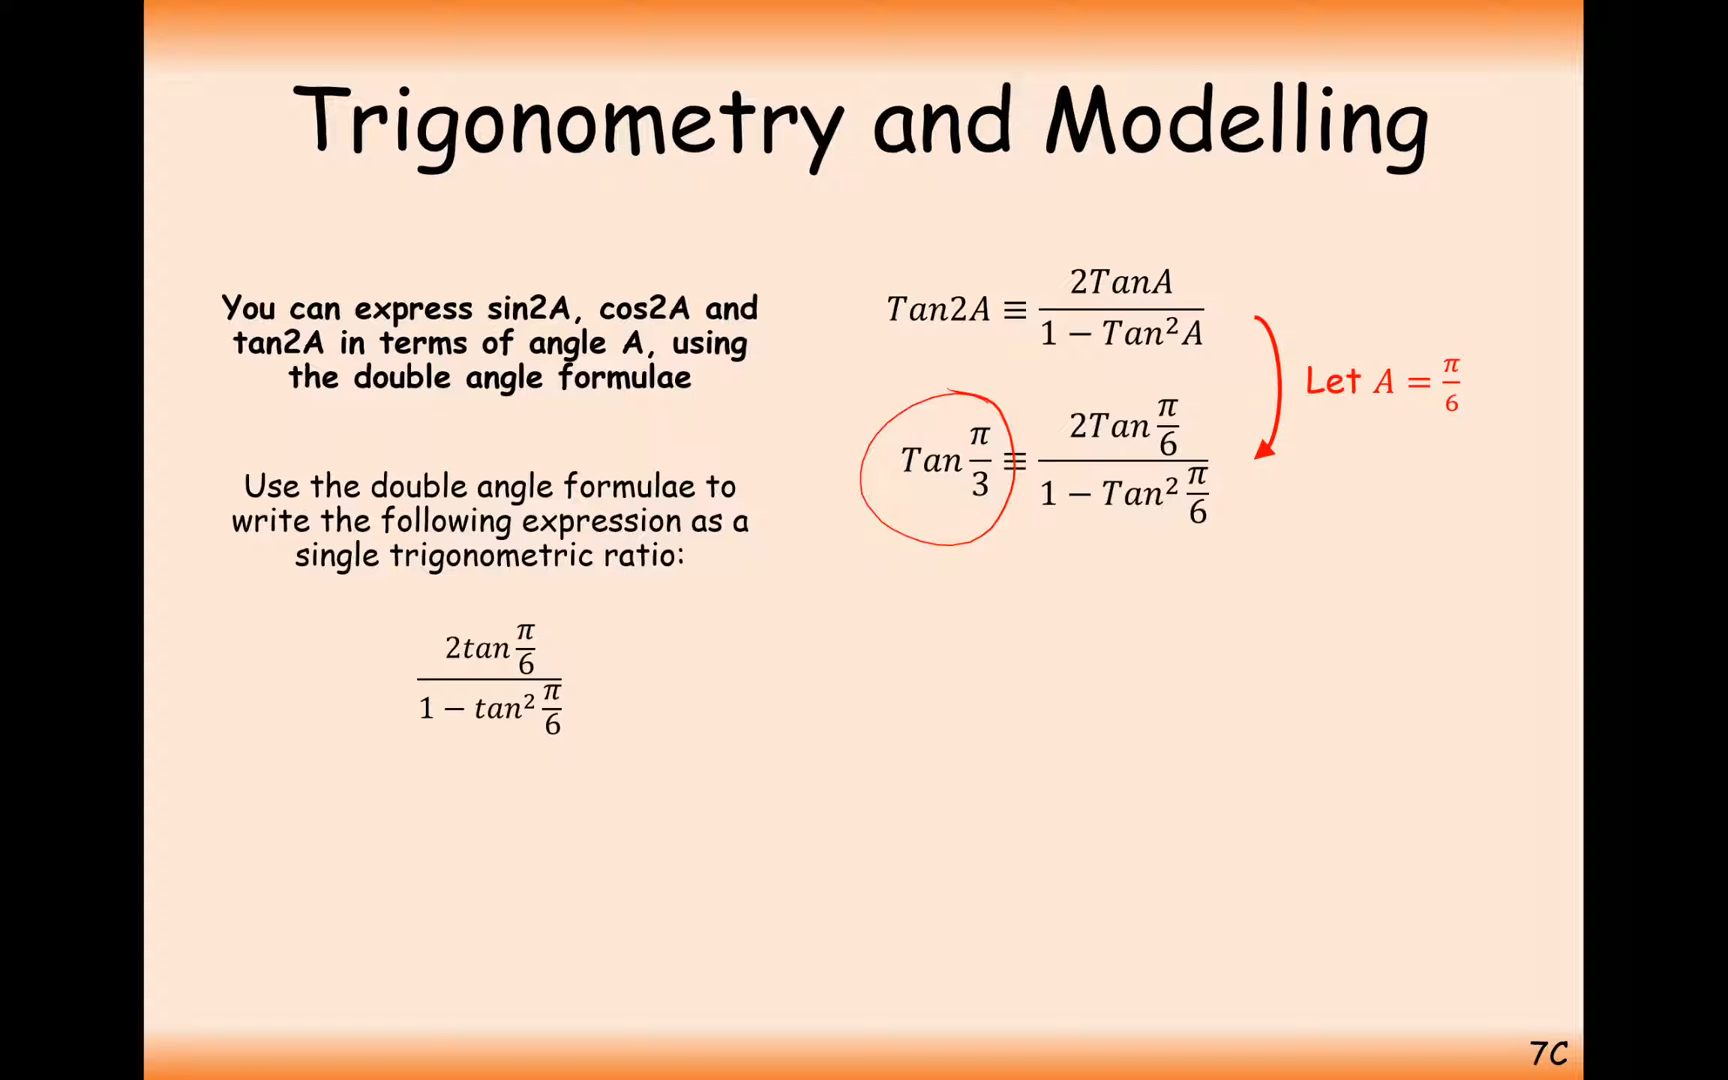 Trigonometry and Modelling
You can express sin2A, cos2A and
tan2A in terms of angle A, using
the double angle formulae
Use the double angle formulae to
write the following expression as a
single trigonometric ratio:
2tan π/6
1 − tan² π/6
Tan2A ≡ 2TanA / 1 − Tan²A
Let A = π/6
Tan π/3 ≡ 2Tan π/6 / 1 − Tan² π/6
7C